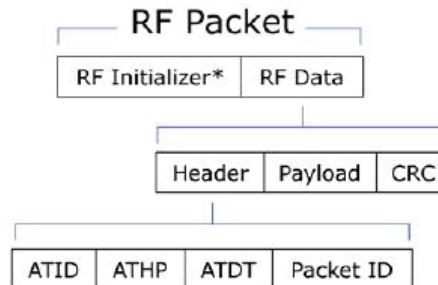 RF Packet
RF Initializer* RF Data
Header Payload CRC
ATID ATHP ATDT Packet ID